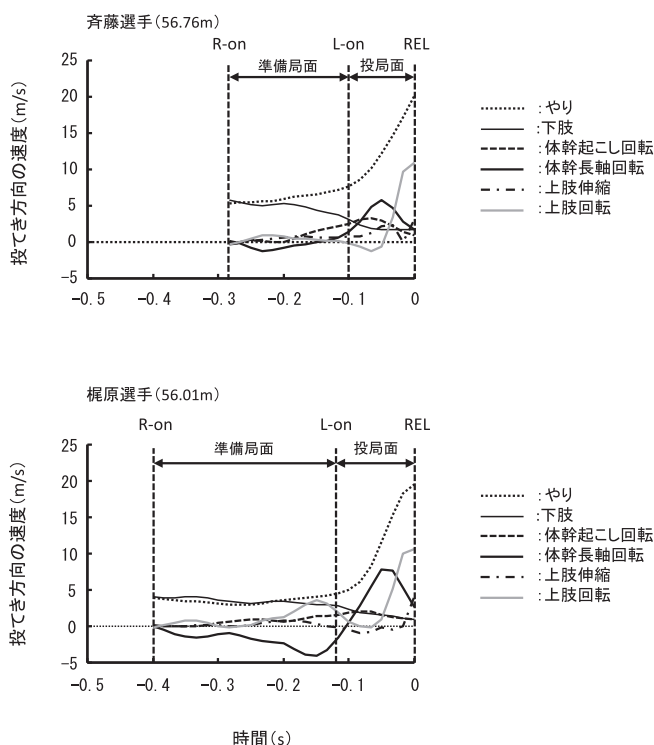 斉藤選手(56.76m)
R-on L-on REL
準備局面 投局面
投てき方向の速度(m/s)
25
20
15
10
5
0
-5
-0.5 -0.4 -0.3 -0.2 -0.1 0
:やり
:下肢
:体幹起こし回転
:体幹長軸回転
:上肢伸縮
:上肢回転
梶原選手(56.01m)
R-on L-on REL
準備局面 投局面
投てき方向の速度(m/s)
25
20
15
10
5
0
-5
-0.5 -0.4 -0.3 -0.2 -0.1 0
:やり
:下肢
:体幹起こし回転
:体幹長軸回転
:上肢伸縮
:上肢回転
時間(s)